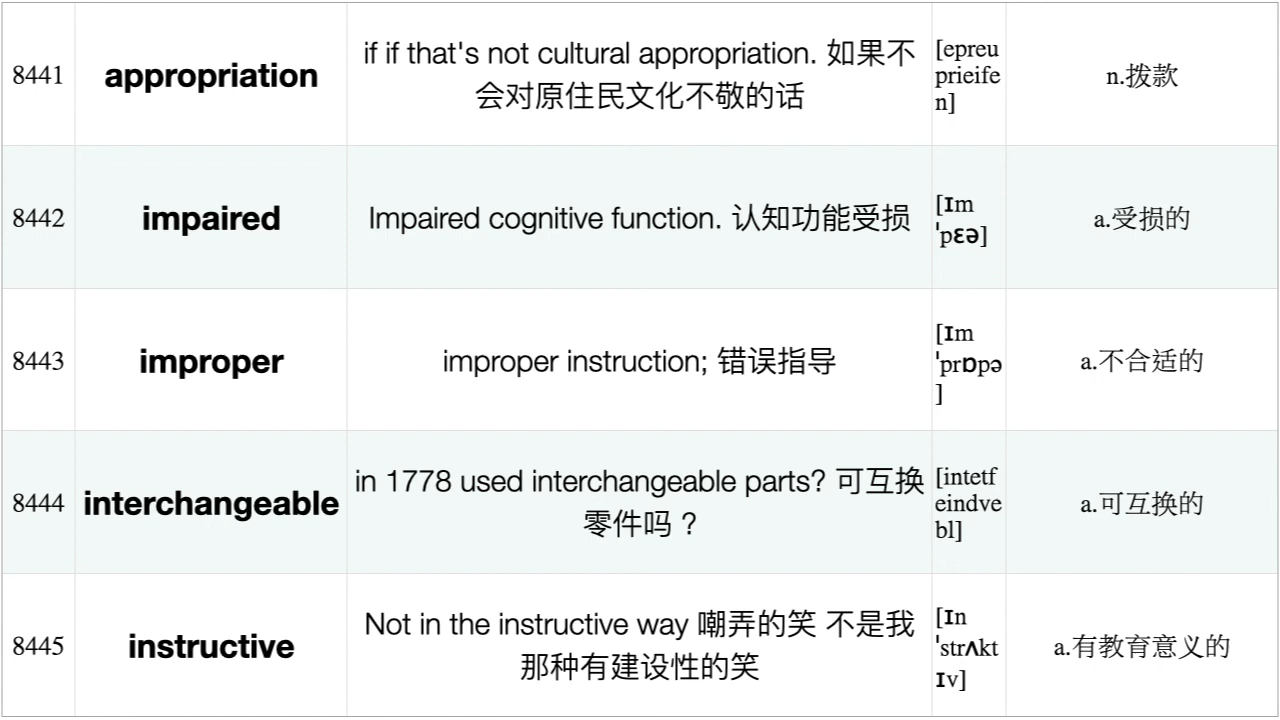 8441 appropriation if if that's not cultural appropriation. 如果不
会对原住民文化不敬的话 [epreu
prieife
n] n.拨款
8442 impaired Impaired cognitive function. 认知功能受损 [ɪm
ˈpɛə] a.受损的
8443 improper improper instruction; 错误指导 [ɪm
ˈprɒpə
] a.不合适的
8444 interchangeable in 1778 used interchangeable parts? 可互换
零件吗 ? [intetf
eindve
bl] a.可互换的
8445 instructive Not in the instructive way 嘲弄的笑 不是我
那种有建设性的笑 [ɪn
ˈstrʌkt
ɪv] a.有教育意义的